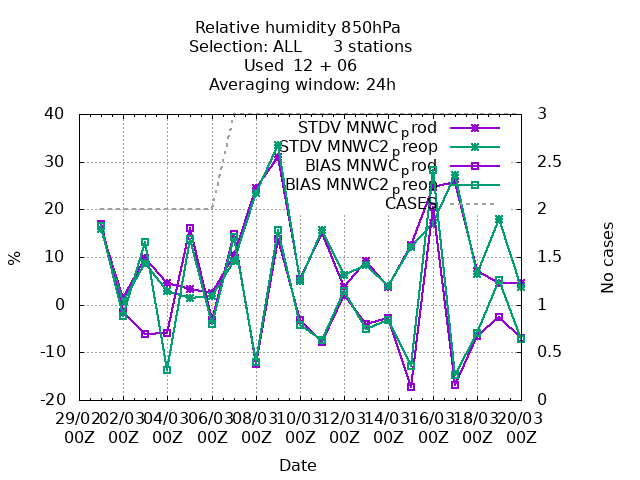 Relative humidity 850hPa
Selection: ALL 3 stations
Used 12 + 06
Averaging window: 24h
40
30
20
10
0
-10
-20
%
3
2.5
2
1.5
1
0.5
0
No cases
STDV MNWC_prod
STDV MNWC2_preop
BIAS MNWC_prod
BIAS MNWC2_preop
CASES
29/02 02/03 04/03 06/03 08/03 10/03 12/03 14/03 16/03 18/03 20/03
00Z 00Z 00Z 00Z 00Z 00Z 00Z 00Z 00Z 00Z 00Z
Date